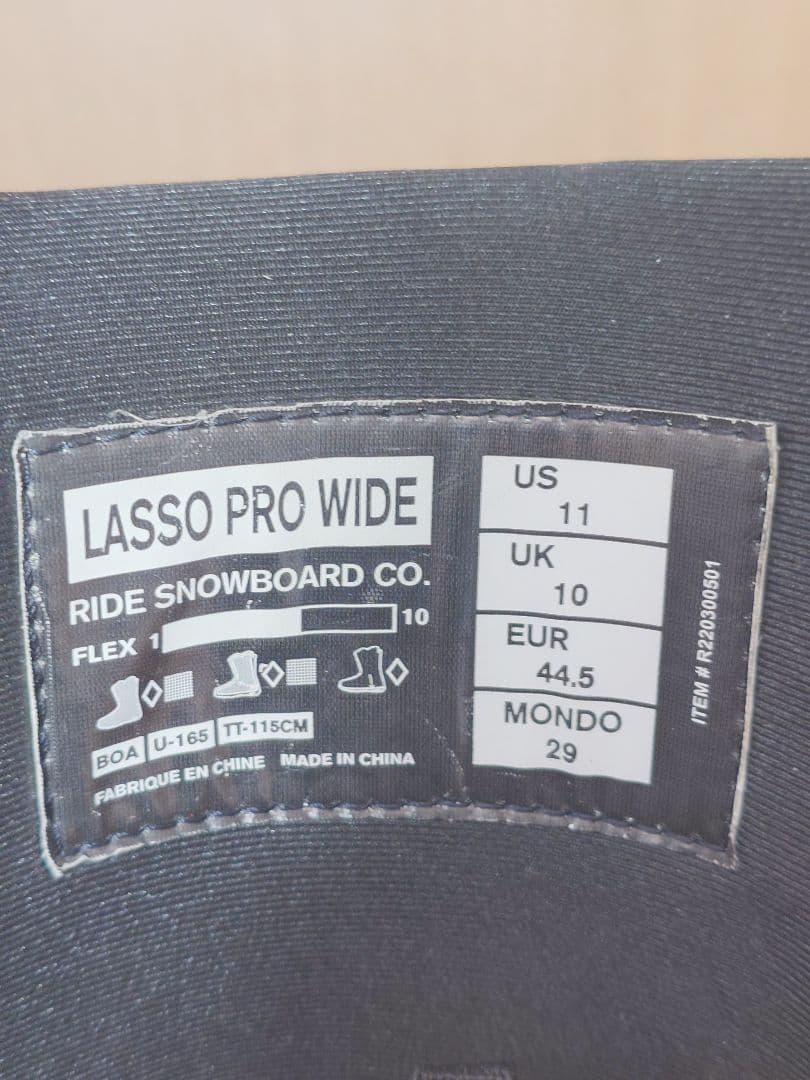 LASSO PRO WIDE
RIDE SNOWBOARD CO.
FLEX 1 10
BOA U-165 TT-115CM
FABRIQUE EN CHINE MADE IN CHINA
US
11
UK
10
EUR
44.5
MONDO
29
ITEM # R220300501